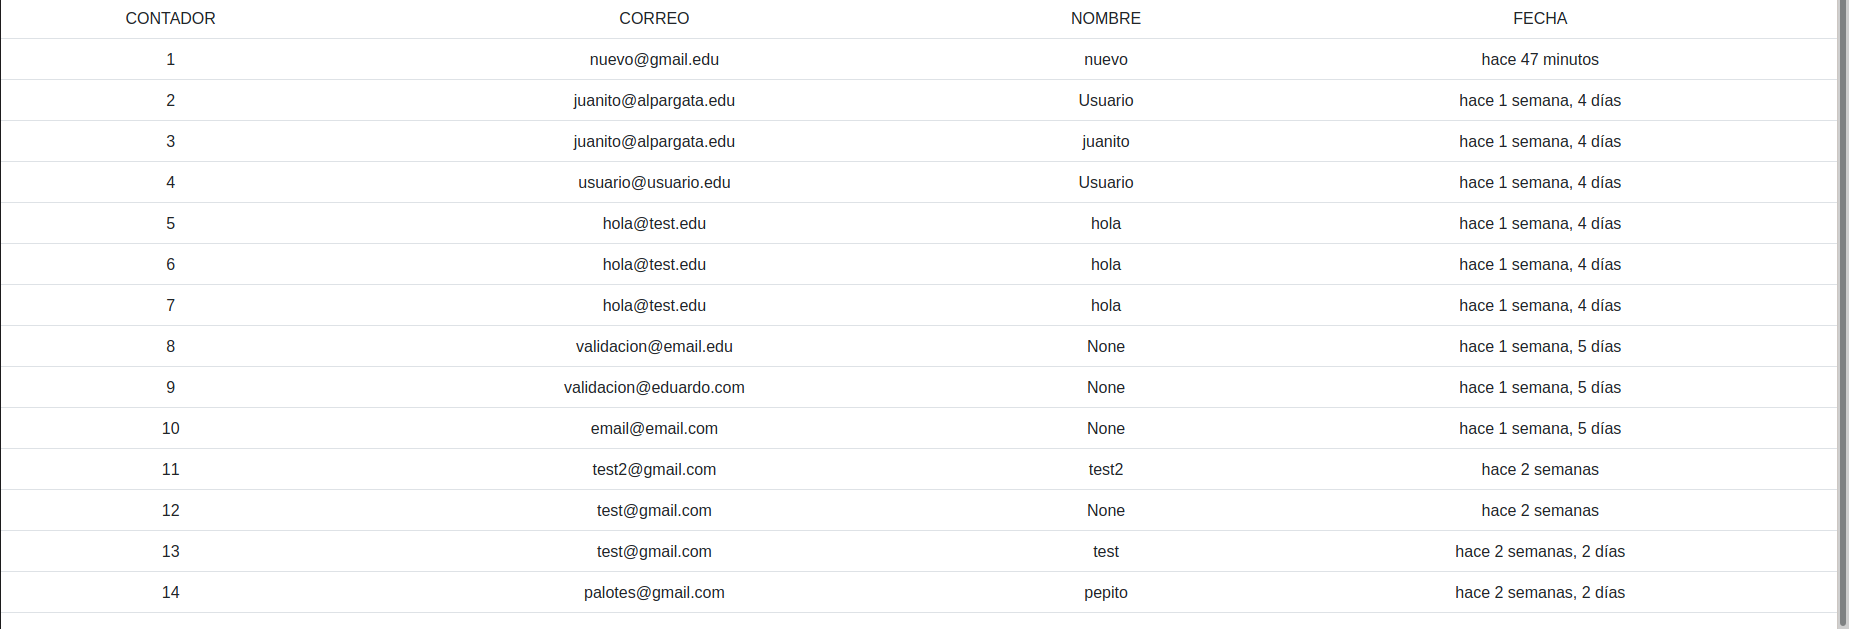 CONTADOR CORREO NOMBRE FECHA
1 nuevo@gmail.edu nuevo hace 47 minutos
2 juanito@alpargata.edu Usuario hace 1 semana, 4 días
3 juanito@alpargata.edu juanito hace 1 semana, 4 días
4 usuario@usuario.edu Usuario hace 1 semana, 4 días
5 hola@test.edu hola hace 1 semana, 4 días
6 hola@test.edu hola hace 1 semana, 4 días
7 hola@test.edu hola hace 1 semana, 4 días
8 validacion@email.edu None hace 1 semana, 5 días
9 validacion@eduardo.com None hace 1 semana, 5 días
10 email@email.com None hace 1 semana, 5 días
11 test2@gmail.com test2 hace 2 semanas
12 test@gmail.com None hace 2 semanas
13 test@gmail.com test hace 2 semanas, 2 días
14 palotes@gmail.com pepito hace 2 semanas, 2 días